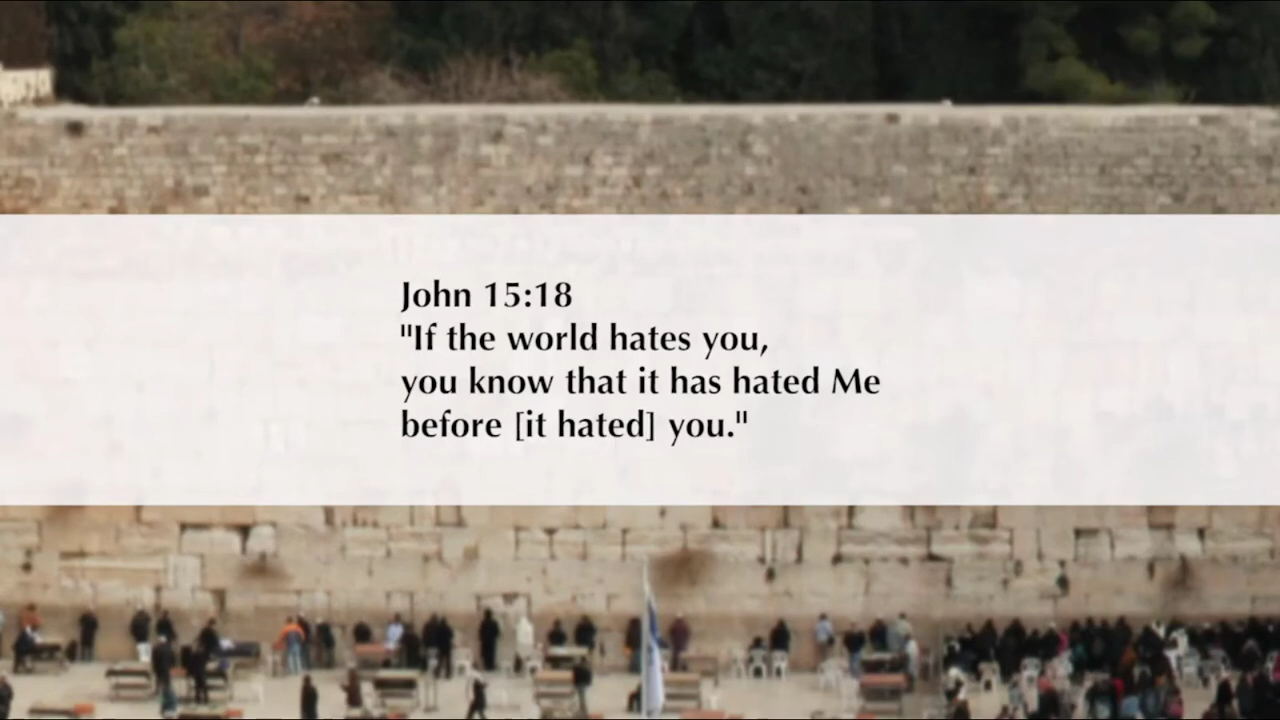 John 15:18
"If the world hates you,
you know that it has hated Me
before [it hated] you."